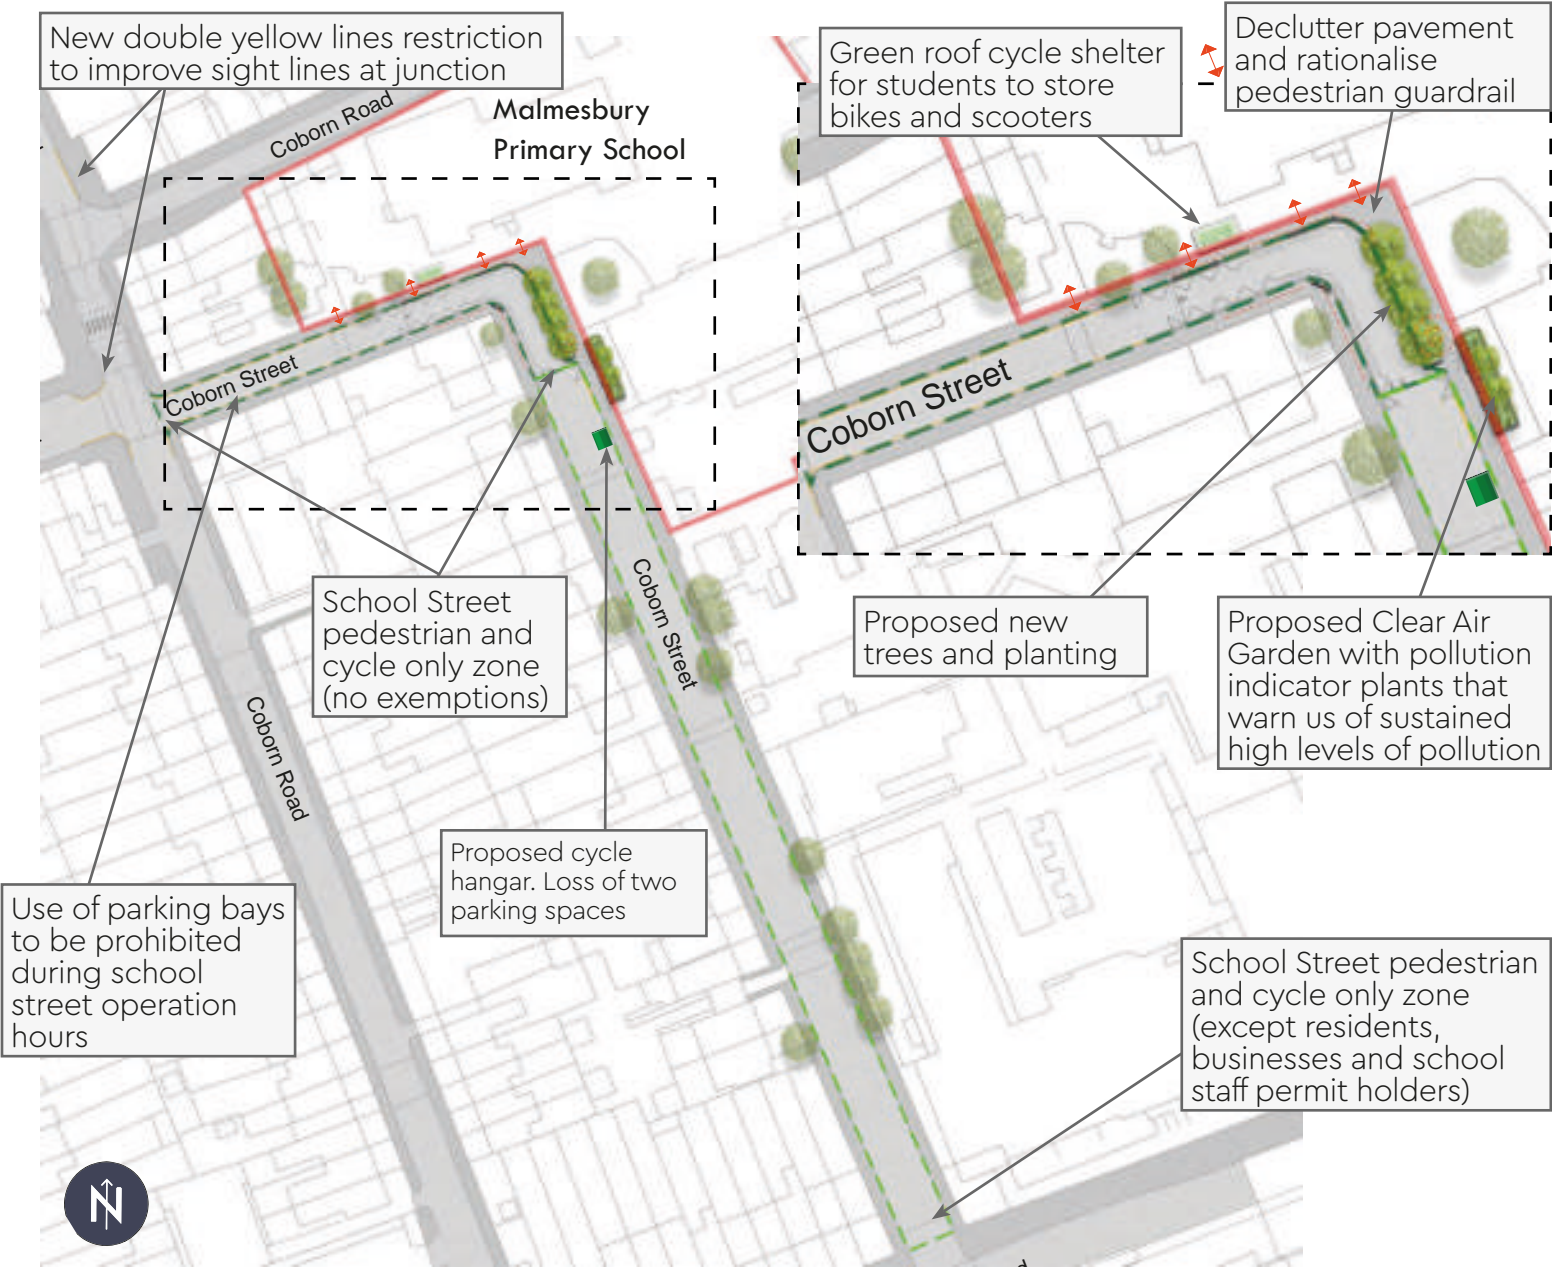 New double yellow lines restriction
to improve sight lines at junction
Green roof cycle shelter
for students to store
bikes and scooters
Declutter pavement
and rationalise
pedestrian guardrail
Malmesbury
Primary School
Coborn Road
Coborn Street
Coborn Street
School Street
pedestrian and
cycle only zone
(no exemptions)
Coborn Street
Proposed new
trees and planting
Proposed Clear Air
Garden with pollution
indicator plants that
warn us of sustained
high levels of pollution
Coborn Road
Proposed cycle
hangar. Loss of two
parking spaces
Use of parking bays
to be prohibited
during school
street operation
hours
School Street pedestrian
and cycle only zone
(except residents,
businesses and school
staff permit holders)
N